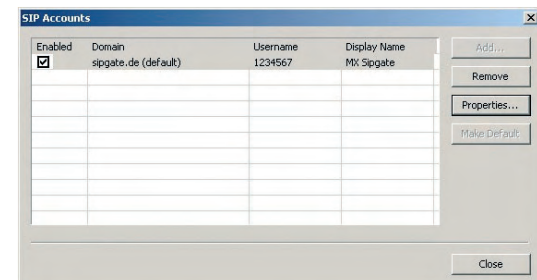 SIP Accounts
Enabled Domain Username Display Name
sipgate.de (default) 1234567 MX Sipgate
Add...
Remove
Properties...
Make Default
Close